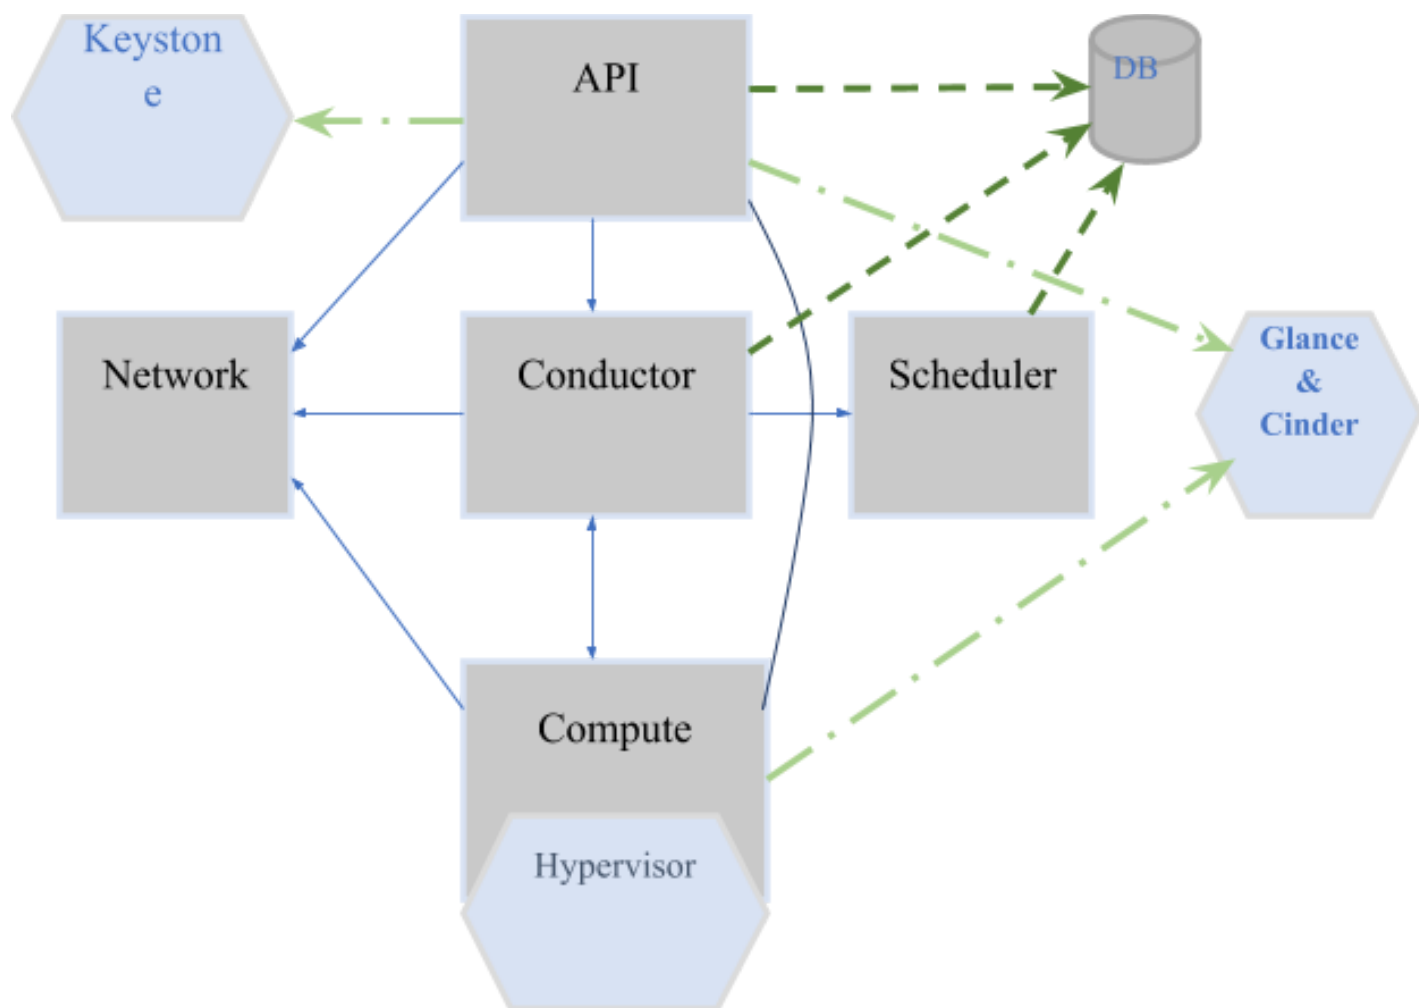 Keyston
e
API
DB
Network
Conductor
Scheduler
Glance
&
Cinder
Compute
Hypervisor